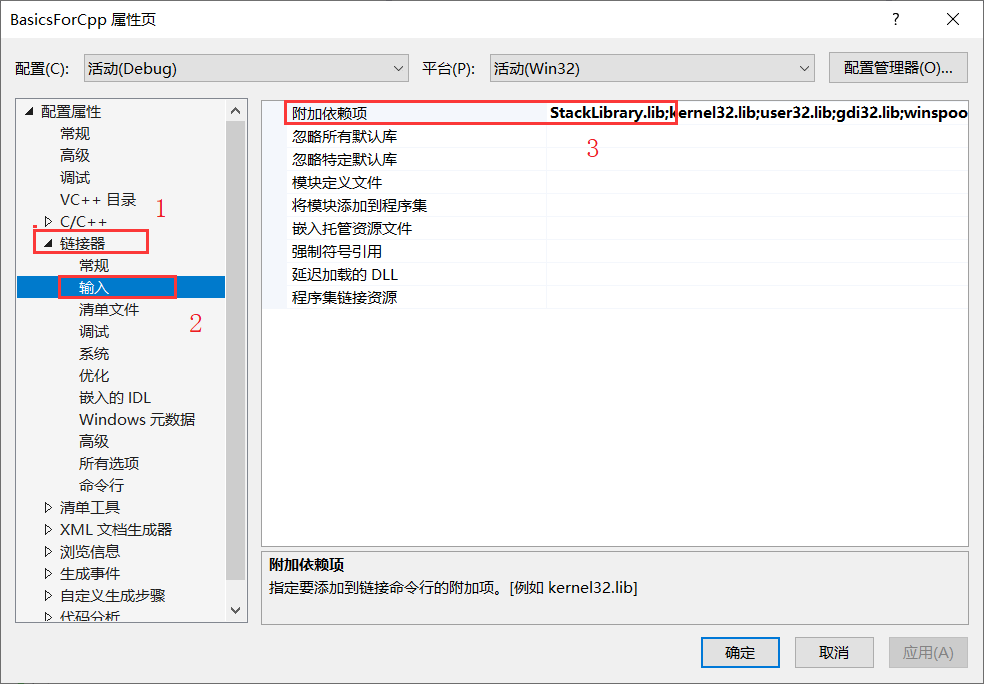 BasicsForCpp 属性页
?
配置(C):
活动(Debug)
平台(P):
活动(Win32)
配置管理器(O)...
配置属性
常规
高级
调试
VC++ 目录
1
C/C++
链接器
常规
输入
2
清单文件
调试
系统
优化
嵌入的 IDL
Windows 元数据
高级
所有选项
命令行
清单工具
XML 文档生成器
浏览信息
生成事件
自定义生成步骤
代码分析
附加依赖项
StackLibrary.lib;kernel32.lib;user32.lib;gdi32.lib;winspoo
忽略所有默认库
3
忽略特定默认库
模块定义文件
将模块添加到程序集
嵌入托管资源文件
强制符号引用
延迟加载的 DLL
程序集链接资源
附加依赖项
指定要添加到链接命令行的附加项。[例如 kernel32.lib]
确定
取消
应用(A)